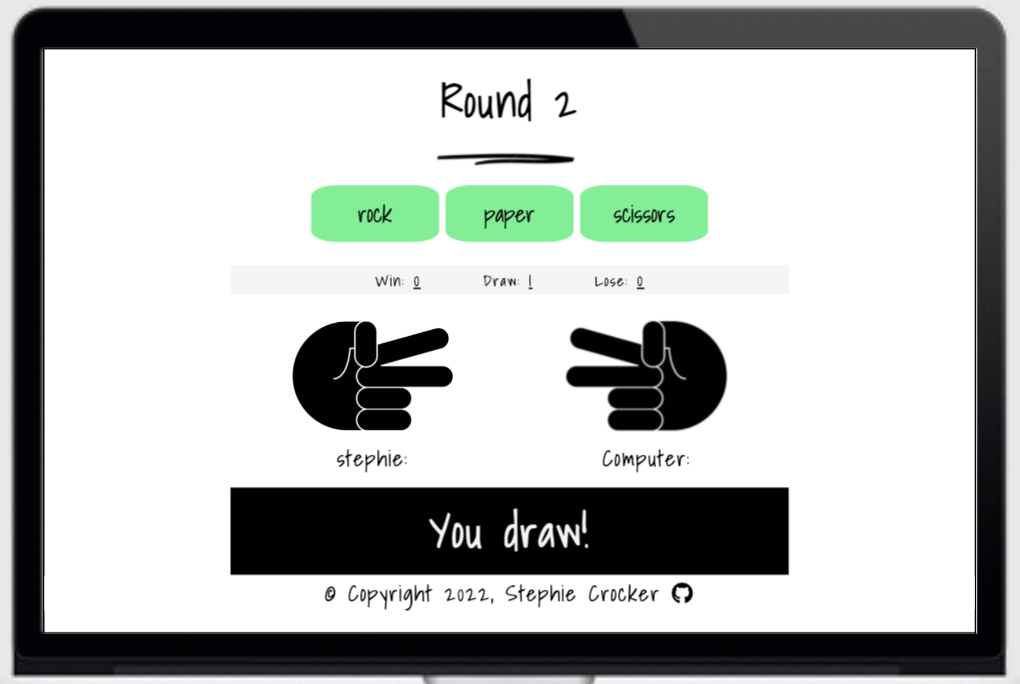 Round 2
rock paper scissors
Win: 0 Draw: 1 Lose: 0
stephie: Computer:
You draw!
© Copyright 2022, Stephie Crocker